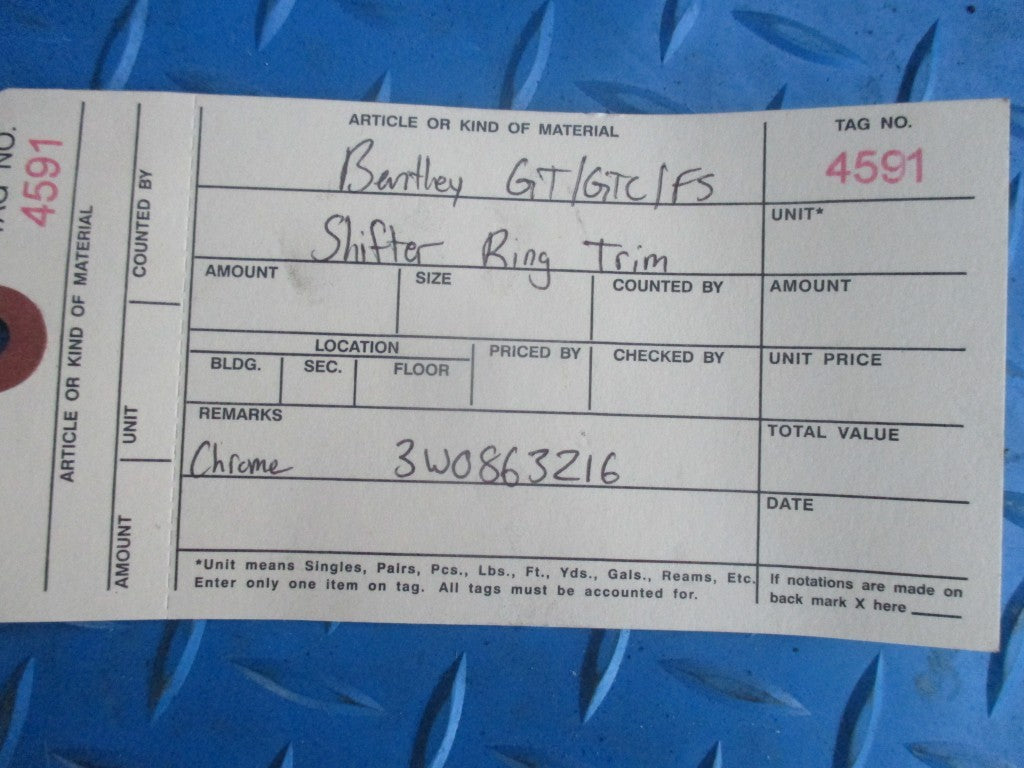 TAG NO.
4591
ARTICLE OR KIND OF MATERIAL
COUNTED BY
UNIT
AMOUNT
ARTICLE OR KIND OF MATERIAL
Bentley GT/GTC/FS
Shifter Ring Trim
TAG NO.
4591
UNIT*
AMOUNT SIZE COUNTED BY AMOUNT
LOCATION PRICED BY CHECKED BY UNIT PRICE
BLDG. SEC. FLOOR
REMARKS TOTAL VALUE
Chrome 3W0863216
DATE
*Unit means Singles, Pairs, Pcs., Lbs., Ft., Yds., Gals., Reams, Etc.
Enter only one item on tag. All tags must be accounted for.
If notations are made on
back mark X here